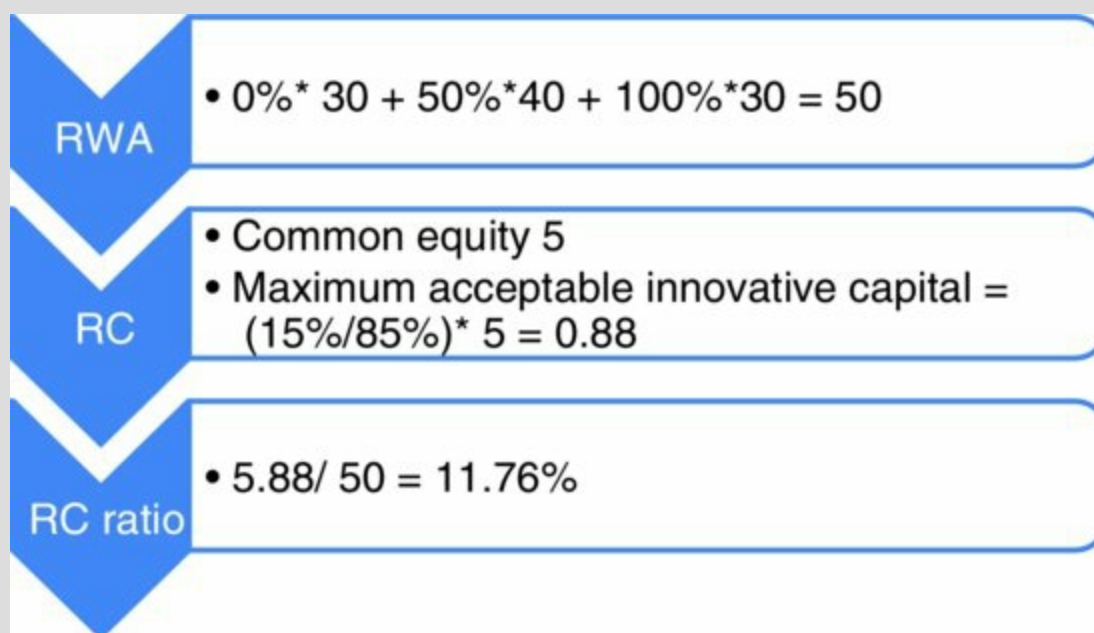 RWA
• 0%* 30 + 50%*40 + 100%*30 = 50
RC
• Common equity 5
• Maximum acceptable innovative capital =
(15%/85%)* 5 = 0.88
RC ratio
• 5.88/ 50 = 11.76%